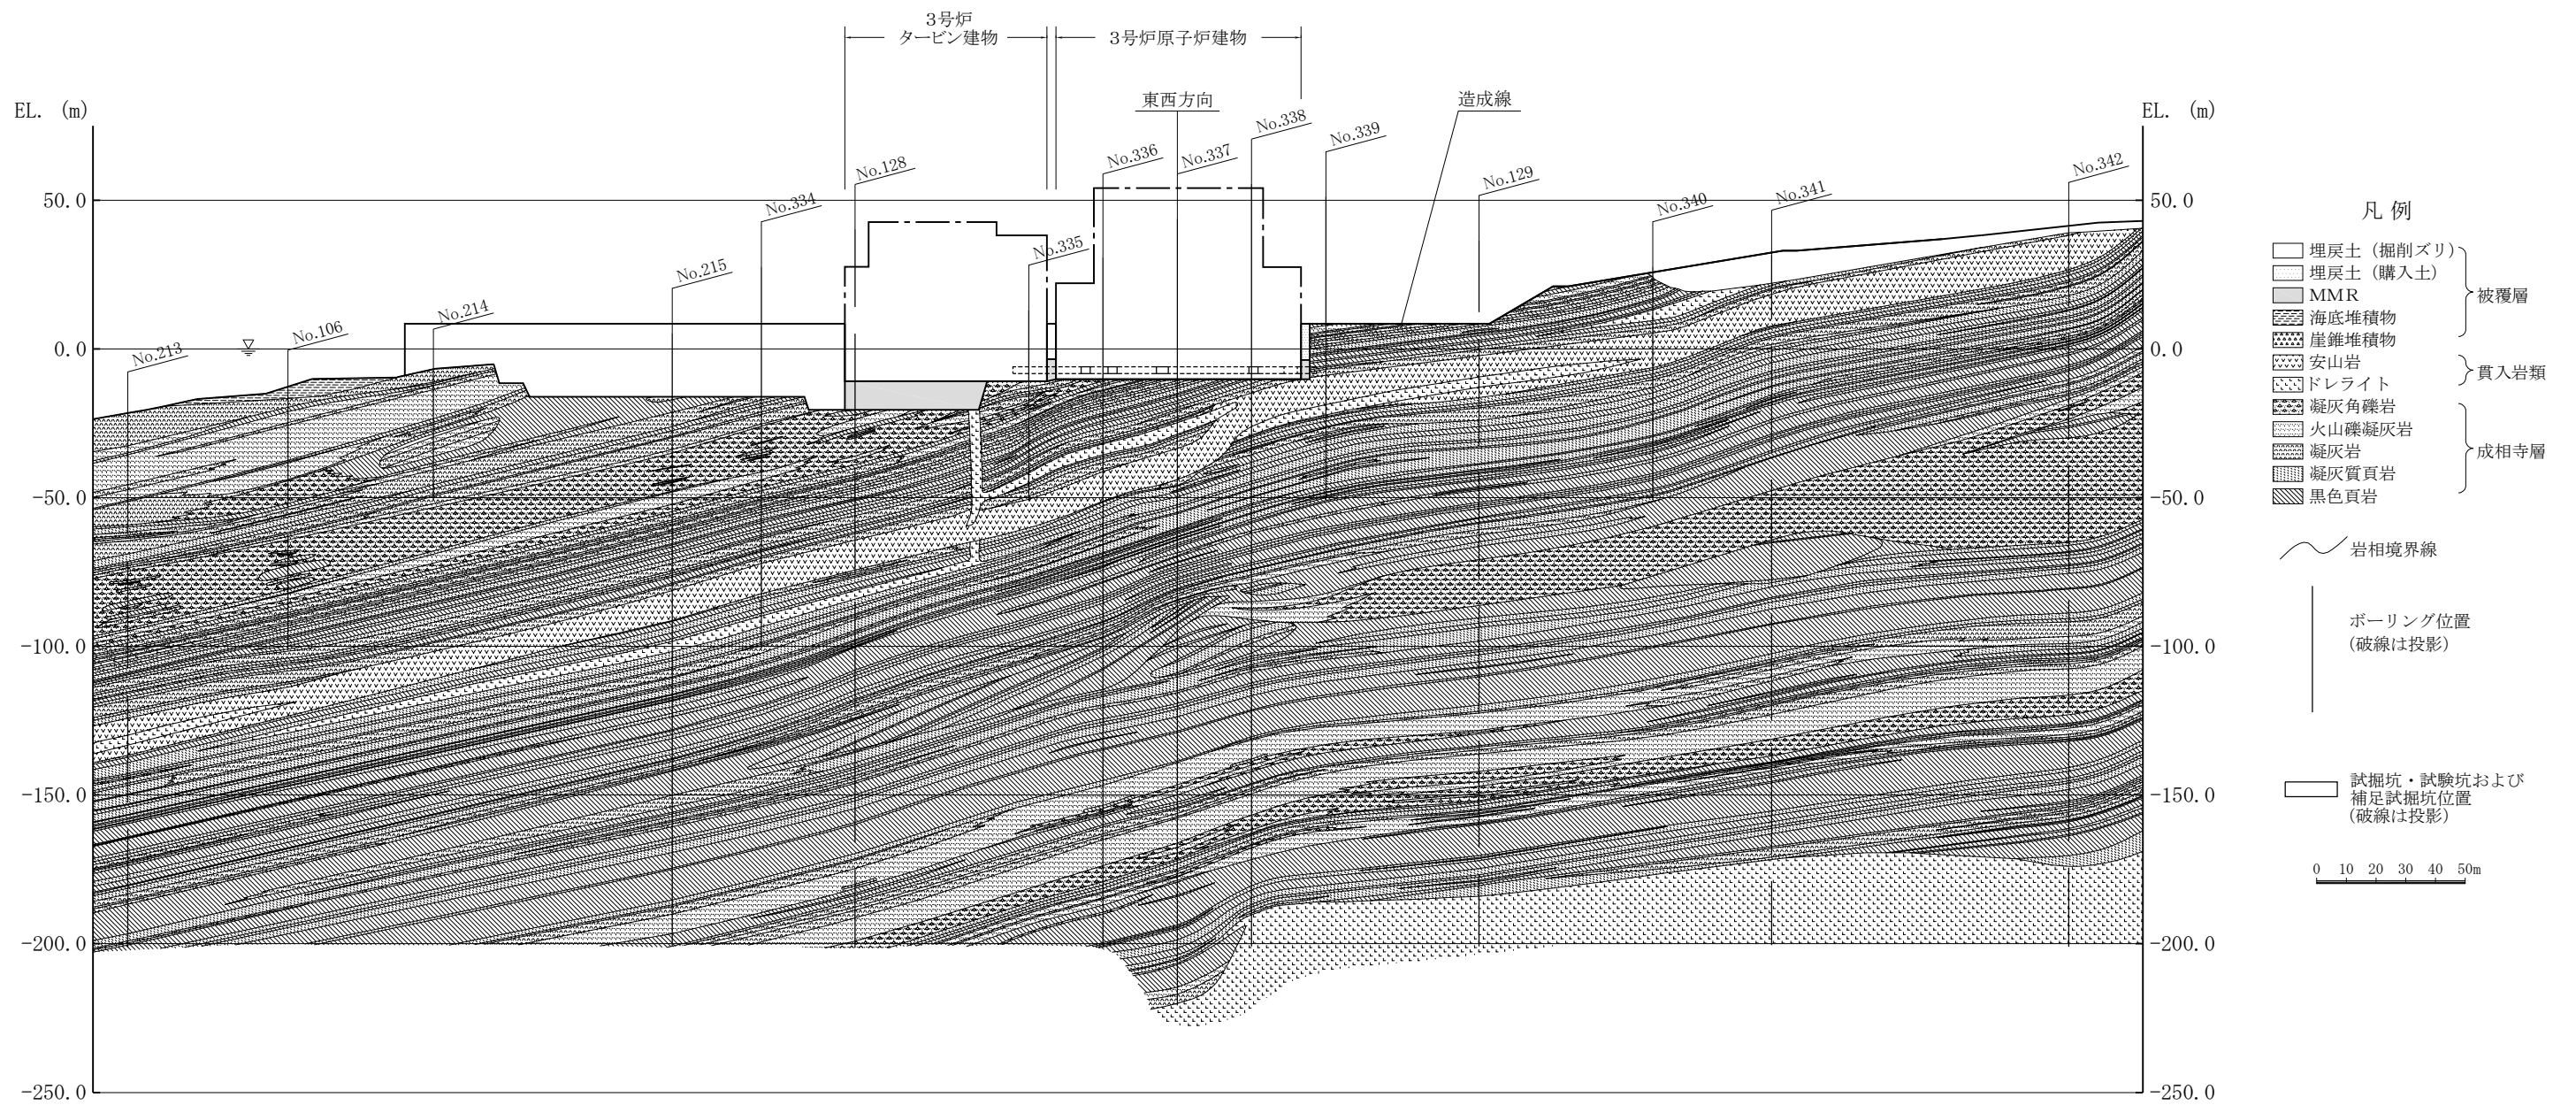 3号炉
タービン建物
3号炉原子炉建物
東西方向
造成線
EL. (m)
EL. (m)
No.213
No.106
No.214
No.215
No.334
No.128
No.335
No.336
No.337
No.338
No.339
No.129
No.340
No.341
No.342
50.0
50.0
0.0
0.0
-50.0
-50.0
-100.0
-100.0
-150.0
-150.0
-200.0
-200.0
-250.0
-250.0
凡 例
埋戻土（掘削ズリ）
埋戻土（購入土）
MMR
海底堆積物
崖錐堆積物
被覆層
安山岩
ドレライト
貫入岩類
凝灰角礫岩
火山礫凝灰岩
凝灰岩
凝灰質頁岩
黒色頁岩
成相寺層
岩相境界線
ボーリング位置
(破線は投影)
試掘坑・試験坑および
補足試掘坑位置
(破線は投影)
0 10 20 30 40 50m